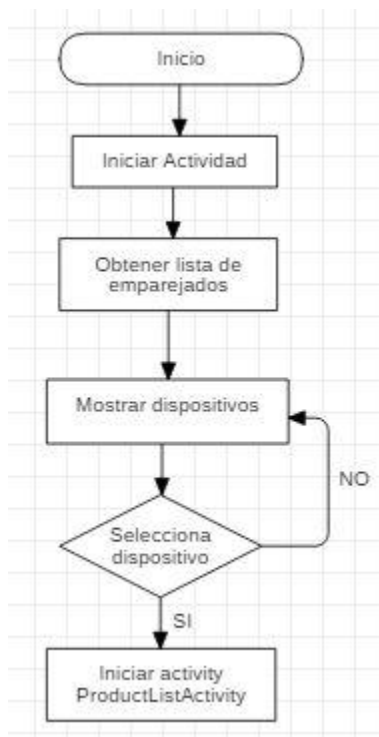 Inicio
Iniciar Actividad
Obtener lista de
emparejados
Mostrar dispositivos
NO
Selecciona
dispositivo
SI
Iniciar activity
ProductListActivity